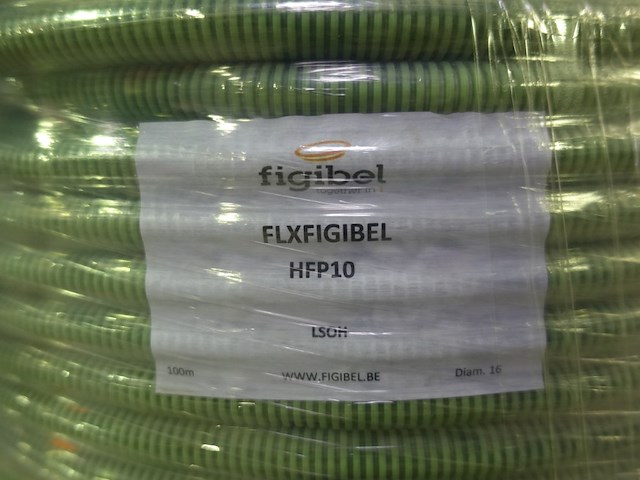 figibel
FLXFIGIBEL
HFP10
LSOH
100m WWW.FIGIBEL.BE Diam. 16